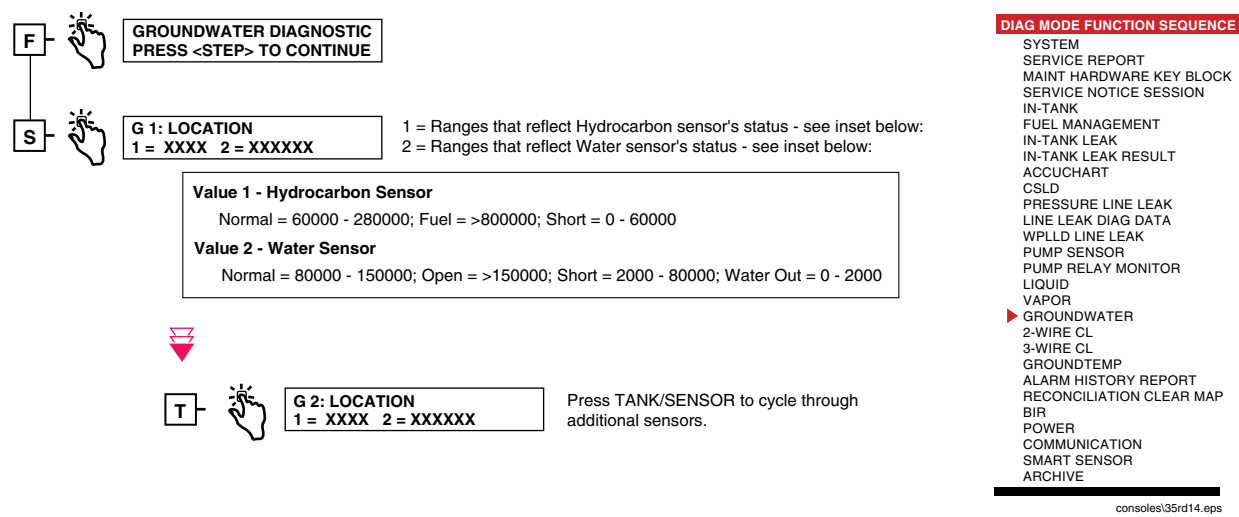 F
GROUNDWATER DIAGNOSTIC
PRESS <STEP> TO CONTINUE
S
G 1: LOCATION
1 = XXXX 2 = XXXXXX
1 = Ranges that reflect Hydrocarbon sensor's status - see inset below:
2 = Ranges that reflect Water sensor's status - see inset below:
Value 1 - Hydrocarbon Sensor
Normal = 60000 - 280000; Fuel = >800000; Short = 0 - 60000
Value 2 - Water Sensor
Normal = 80000 - 150000; Open = >150000; Short = 2000 - 80000; Water Out = 0 - 2000
T
G 2: LOCATION
1 = XXXX 2 = XXXXXX
Press TANK/SENSOR to cycle through
additional sensors.
DIAG MODE FUNCTION SEQUENCE
SYSTEM
SERVICE REPORT
MAINT HARDWARE KEY BLOCK
SERVICE NOTICE SESSION
IN-TANK
FUEL MANAGEMENT
IN-TANK LEAK
IN-TANK LEAK RESULT
ACCUCHART
CSLD
PRESSURE LINE LEAK
LINE LEAK DIAG DATA
WPLLD LINE LEAK
PUMP SENSOR
PUMP RELAY MONITOR
LIQUID
VAPOR
GROUNDWATER
2-WIRE CL
3-WIRE CL
GROUNDTEMP
ALARM HISTORY REPORT
RECONCILIATION CLEAR MAP
BIR
POWER
COMMUNICATION
SMART SENSOR
ARCHIVE
consoles\35rd14.eps